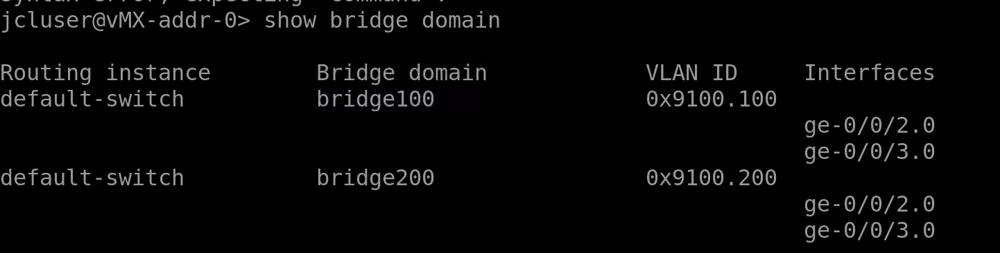 jcluser@vMX-addr-0> show bridge domain
Routing instance Bridge domain VLAN ID Interfaces
default-switch bridge100 0x9100.100
ge-0/0/2.0
ge-0/0/3.0
default-switch bridge200 0x9100.200
ge-0/0/2.0
ge-0/0/3.0